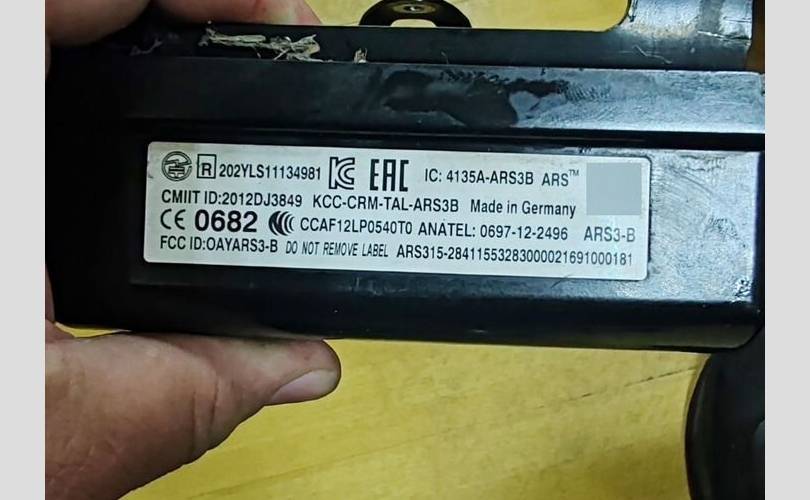 R 202YLS11134981 EAC IC: 4135A-ARS3B ARS™
CMIIT ID:2012DJ3849 KCC-CRM-TAL-ARS3B Made in Germany
CE 0682 CCAF12LP0540T0 ANATEL: 0697-12-2496 ARS3-B
FCC ID:OAYARS3-B DO NOT REMOVE LABEL ARS315-28411553283000021691000181